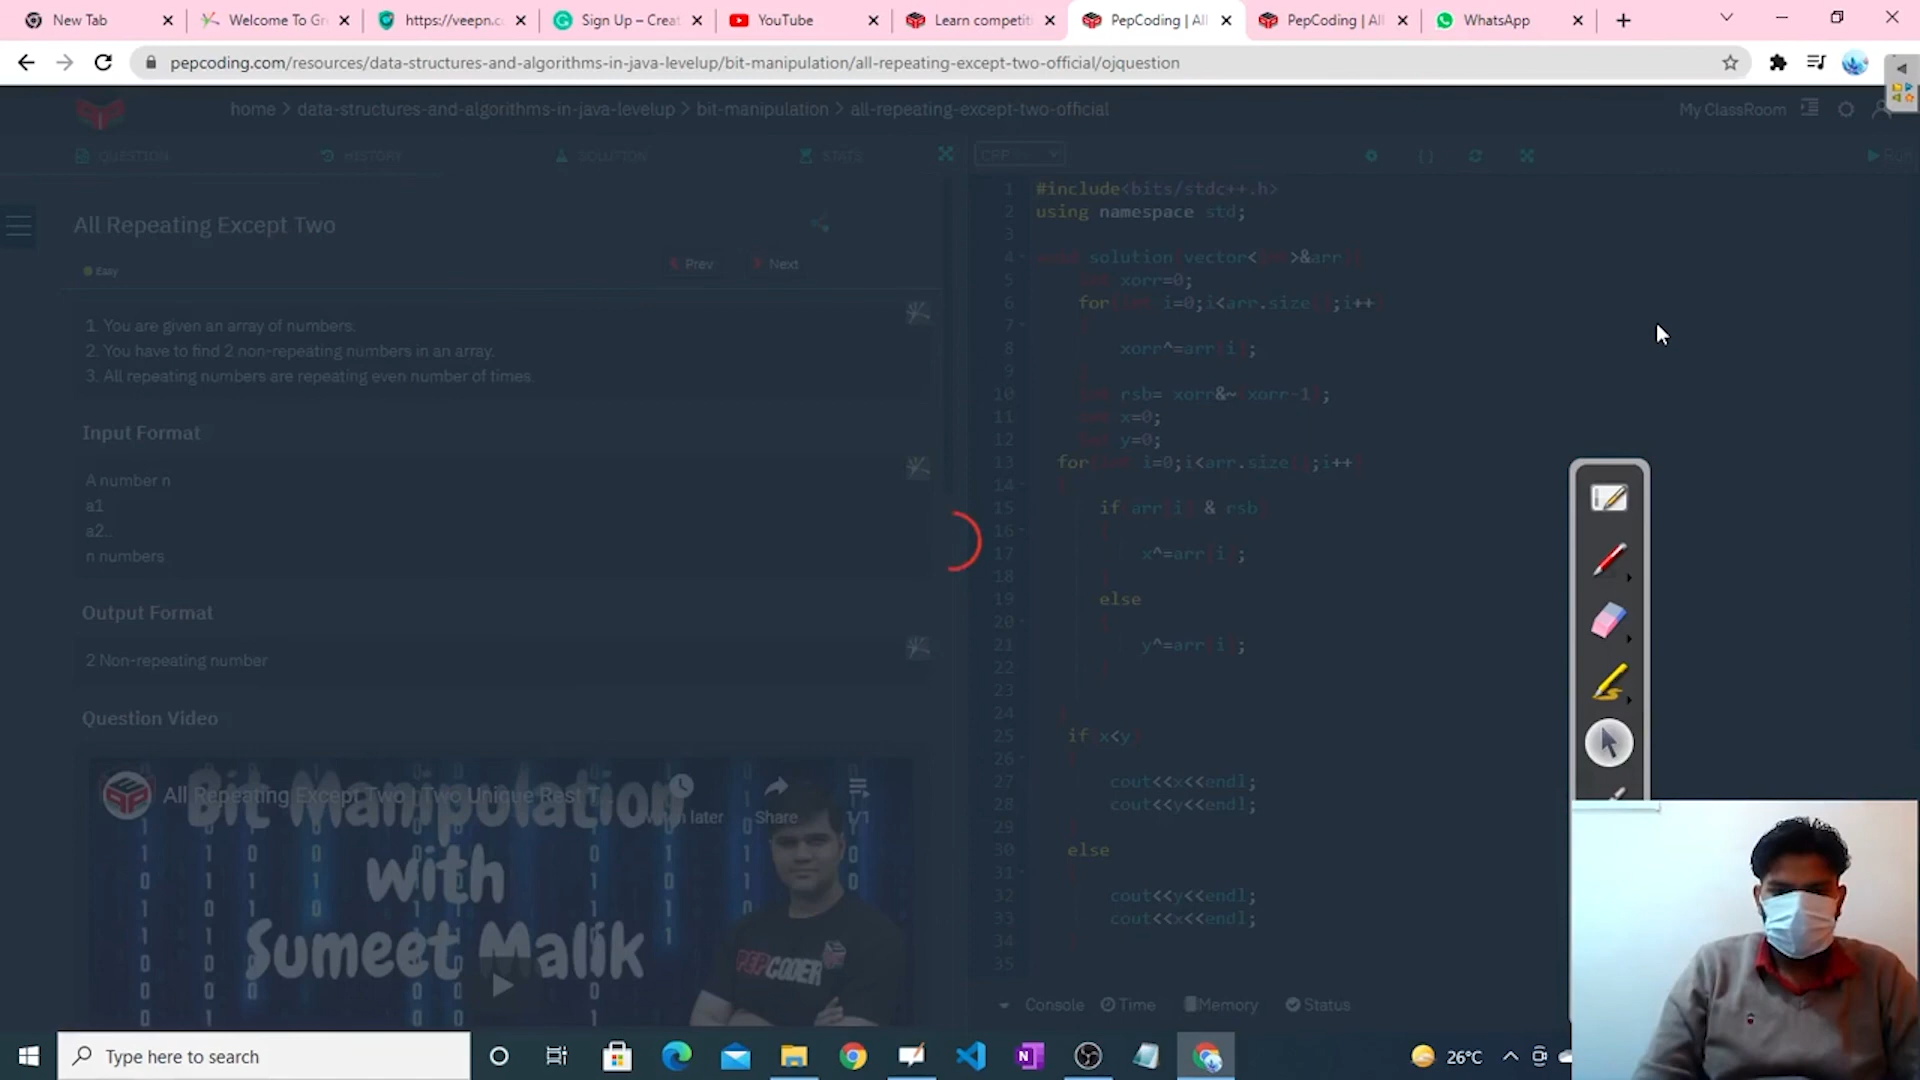 New Tab
Welcome To Gr
https://veepn.c
Sign Up – Creat
YouTube
Learn competiti
PepCoding | All
PepCoding | All
WhatsApp
pepcoding.com/resources/data-structures-and-algorithms-in-java-levelup/bit-manipulation/all-repeating-except-two-official/ojquestion
home > data-structures-and-algorithms-in-java-levelup > bit-manipulation > all-repeating-except-two-official
My ClassRoom
QUESTION
HISTORY
SOLUTION
STATS
CPP
Run
All Repeating Except Two
Easy
Prev
Next
1. You are given an array of numbers.
2. You have to find 2 non-repeating numbers in an array.
3. All repeating numbers are repeating even number of times.
Input Format
A number n
a1
a2..
n numbers
Output Format
2 Non-repeating number
Question Video
All Repeating Except Two | Two Unique Rest T...
Share
1/1
Bit Manipulation
with
Sumeet Malik
PEPCODER
1 #include<bits/stdc++.h>
2 using namespace std;
3
4 void solution(vector<int>&arr){
5 int xorr=0;
6 for(int i=0;i<arr.size();i++)
7 {
8 xorr^=arr[i];
9 }
10 int rsb= xorr&~(xorr-1);
11 int x=0;
12 int y=0;
13 for(int i=0;i<arr.size();i++)
14 {
15 if(arr[i] & rsb)
16 {
17 x^=arr[i];
18 }
19 else
20 {
21 y^=arr[i];
22 }
23
24 }
25 if(x<y)
26 {
27 cout<<x<<endl;
28 cout<<y<<endl;
29 }
30 else
31 {
32 cout<<y<<endl;
33 cout<<x<<endl;
34 }
35
Console
Time
Memory
Status
Type here to search
26°C